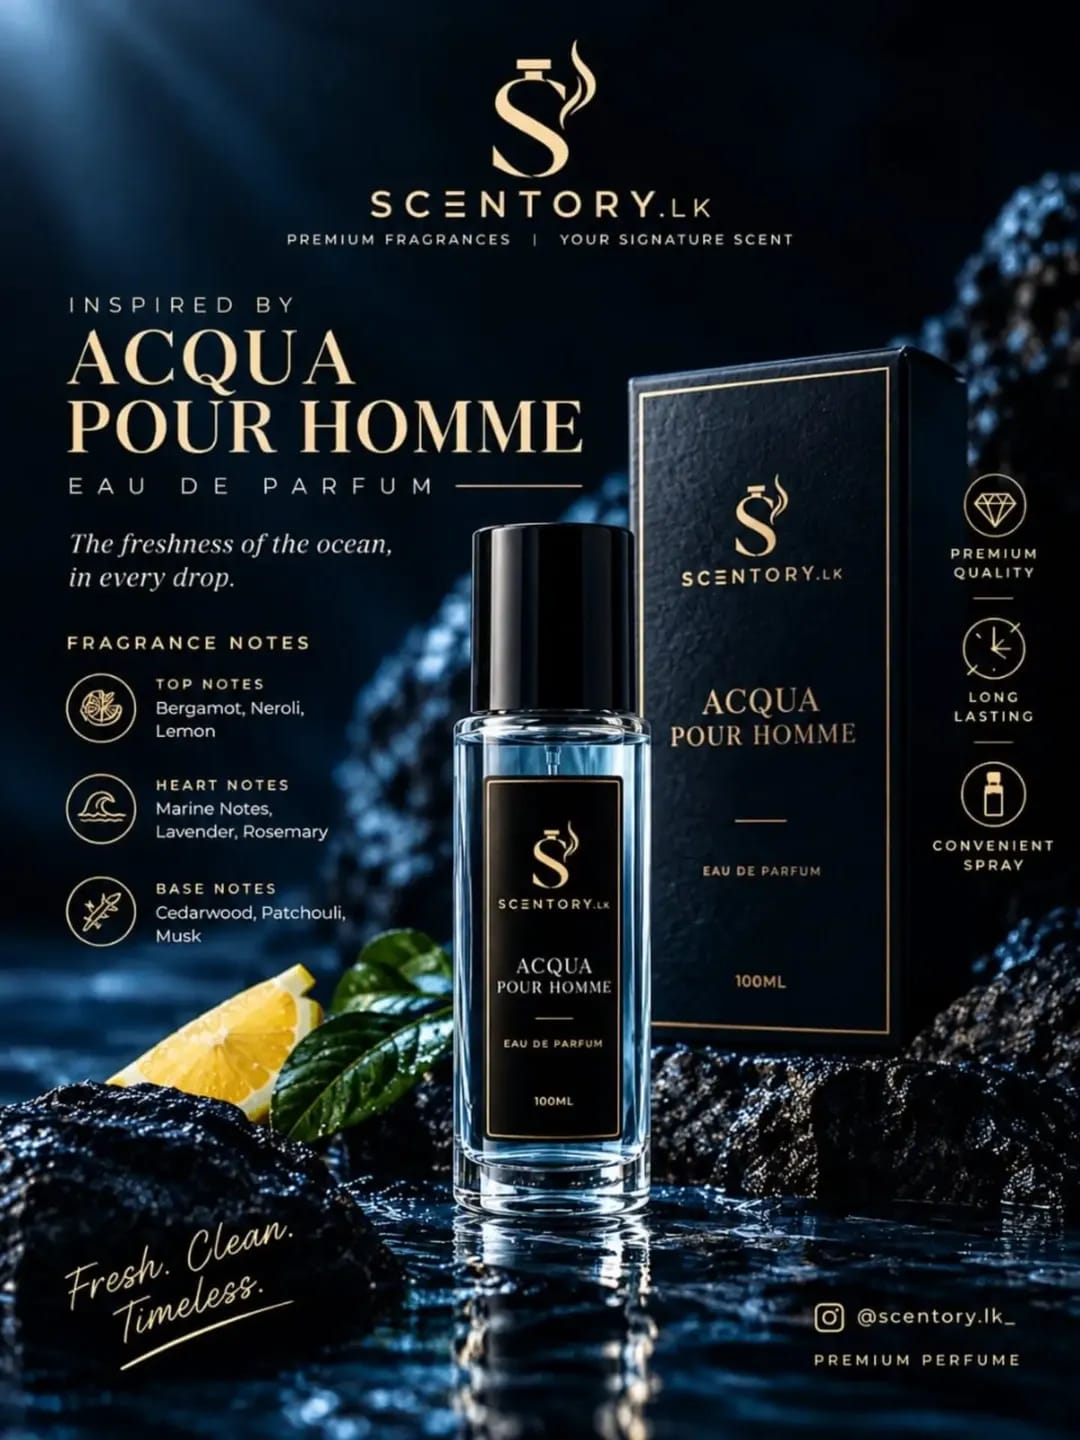 SCENTORY.LK
PREMIUM FRAGRANCES | YOUR SIGNATURE SCENT
INSPIRED BY
ACQUA
POUR HOMME
EAU DE PARFUM
The freshness of the ocean,
in every drop.
FRAGRANCE NOTES
TOP NOTES
Bergamot, Neroli,
Lemon
HEART NOTES
Marine Notes,
Lavender, Rosemary
BASE NOTES
Cedarwood, Patchouli,
Musk
SCENTORY.LK
ACQUA
POUR HOMME
EAU DE PARFUM
100ML
SCENTORY.LK
ACQUA
POUR HOMME
EAU DE PARFUM
100ML
PREMIUM
QUALITY
LONG
LASTING
CONVENIENT
SPRAY
Fresh. Clean.
Timeless.
@scentory.lk_
PREMIUM PERFUME